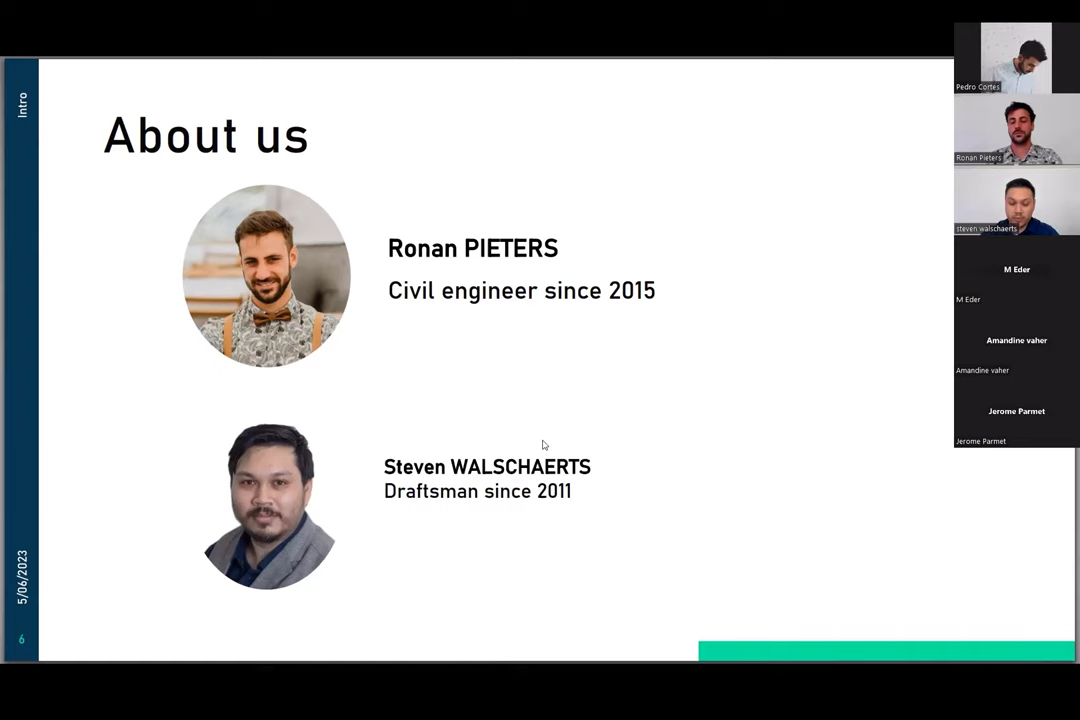 Intro
About us
Ronan PIETERS
Civil engineer since 2015
Steven WALSCHAERTS
Draftsman since 2011
5/06/2023
6
Pedro Cortes
Ronan Pieters
steven walschaerts
M Eder
M Eder
Amandine vaher
Amandine vaher
Jerome Parmet
Jerome Parmet